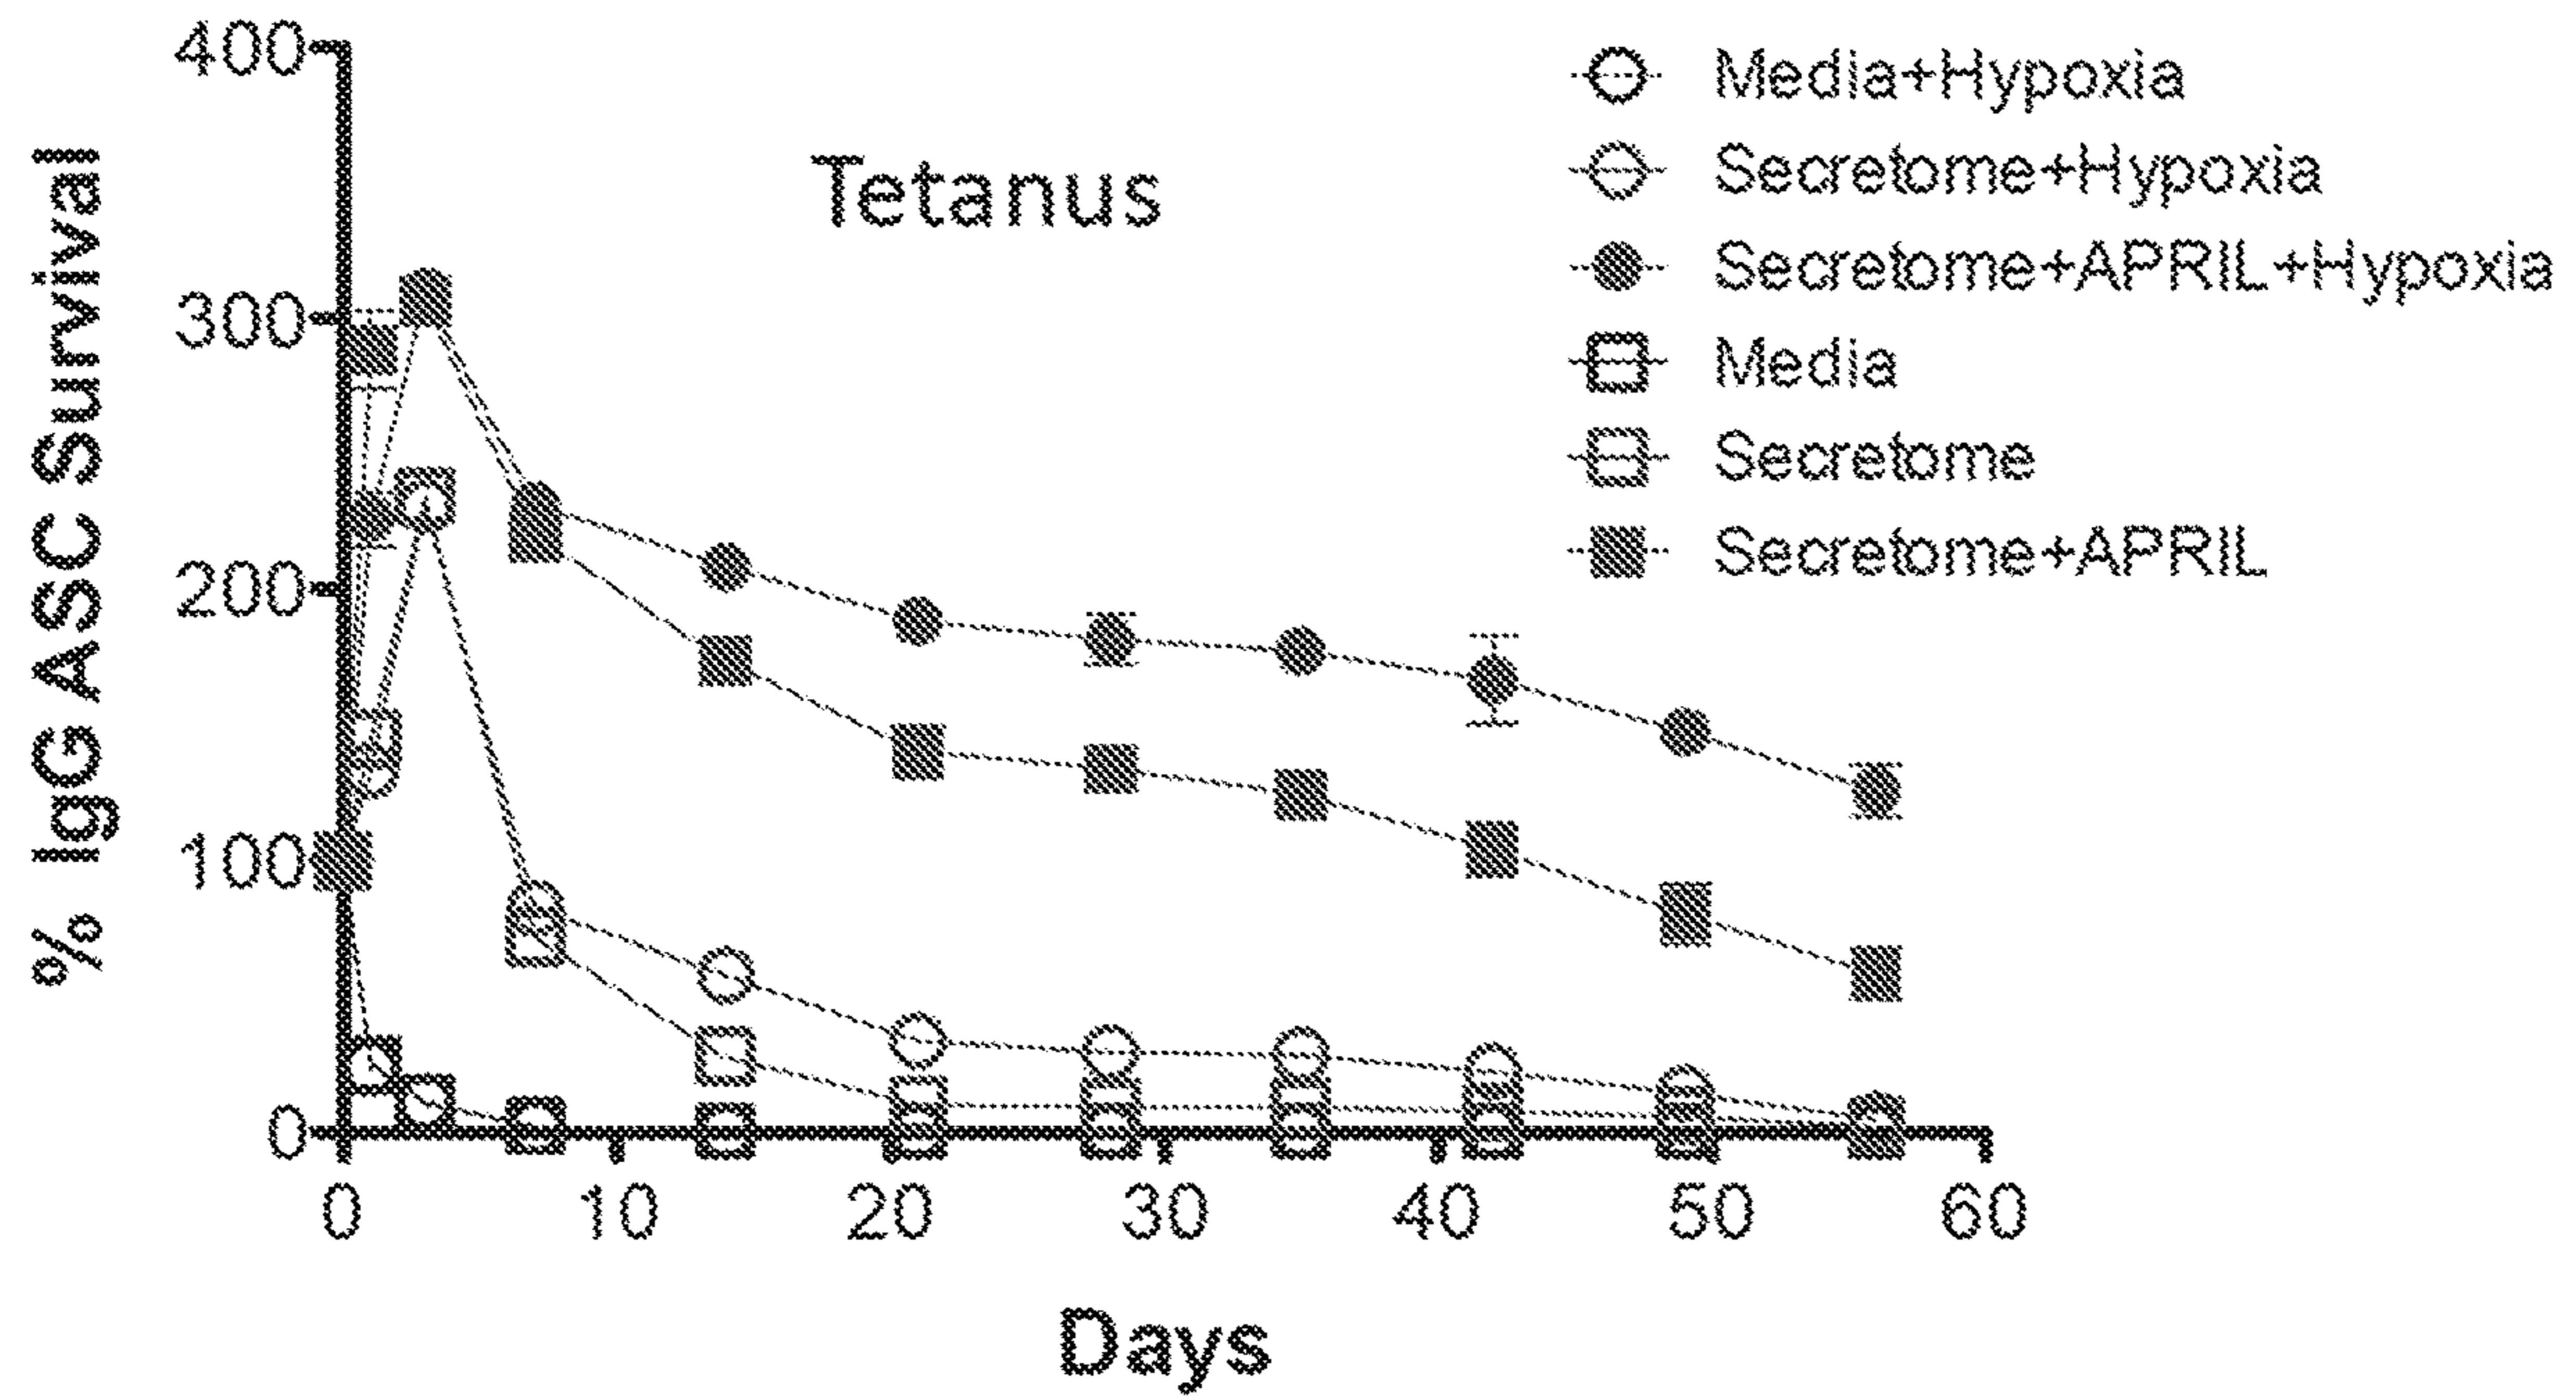 % IgG ASC Survival
400
300
200
100
0
Tetanus
Media+Hypoxia
Secretome+Hypoxia
Secretome+APRIL+Hypoxia
Media
Secretome
Secretome+APRIL
0 10 20 30 40 50 60
Days